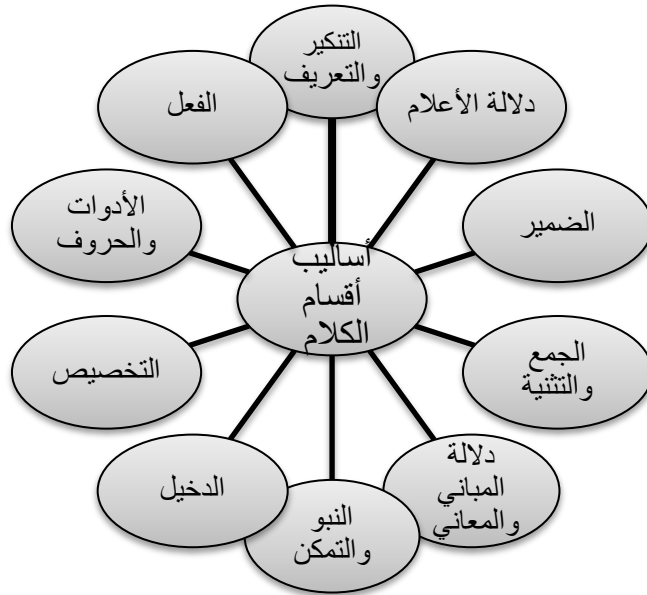 التنكير
والتعريف
دلالة الأعلام
الضمير
الجمع
والتثنية
دلالة
المباني
والمعاني
النبو
والتمكن
الدخيل
التخصيص
الأدوات
والحروف
الفعل
أساليب
أقسام
الكلام